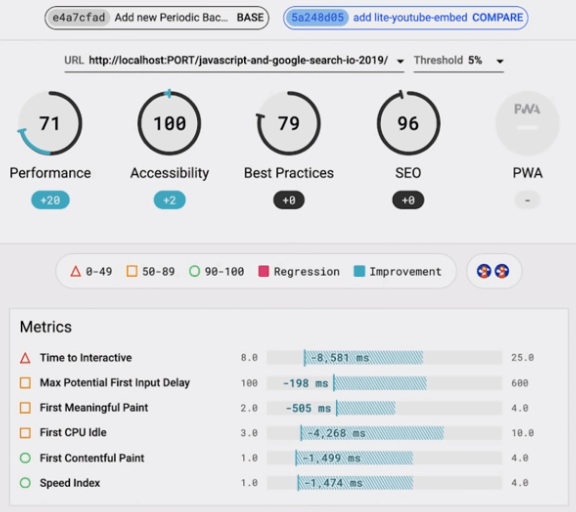 e4a7cfad Add new Periodic Bac... BASE 5a248d05 add lite-youtube-embed COMPARE
URL http://localhost:PORT/javascript-and-google-search-io-2019/ Threshold 5%
71 100 79 96 PWA
Performance Accessibility Best Practices SEO PWA
+20 +2 +0 +0 -
0-49 50-89 90-100 Regression Improvement
Metrics
Time to Interactive 8.0 -8,581 ms 25.0
Max Potential First Input Delay 100 -198 ms 600
First Meaningful Paint 2.0 -505 ms 4.0
First CPU Idle 3.0 -4,268 ms 10.0
First Contentful Paint 1.0 -1,499 ms 4.0
Speed Index 1.0 -1,474 ms 4.0